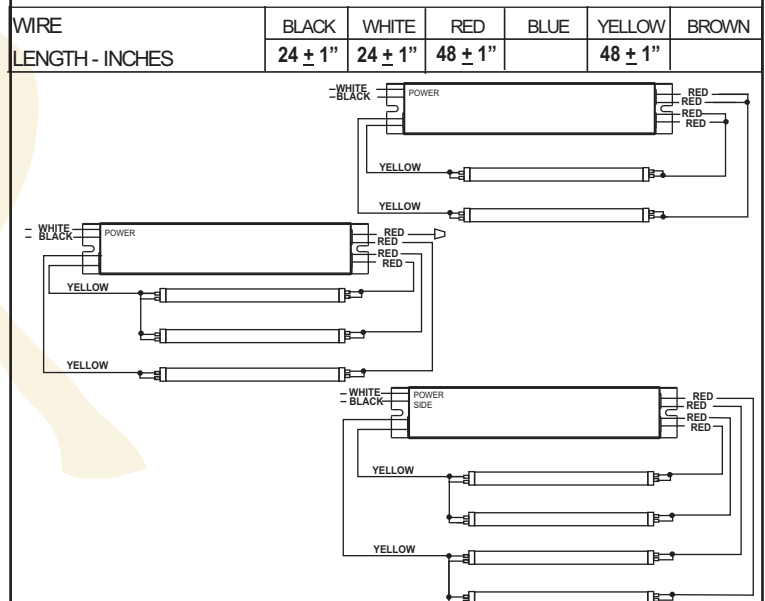 WIRE BLACK WHITE RED BLUE YELLOW BROWN
LENGTH - INCHES 24 ± 1” 24 ± 1” 48 ± 1” 48 ± 1”
WHITE
BLACK
POWER
RED
RED
RED
RED
YELLOW
YELLOW
WHITE
BLACK
POWER
RED
RED
RED
RED
YELLOW
YELLOW
WHITE
BLACK
POWER
SIDE
RED
RED
RED
RED
YELLOW
YELLOW